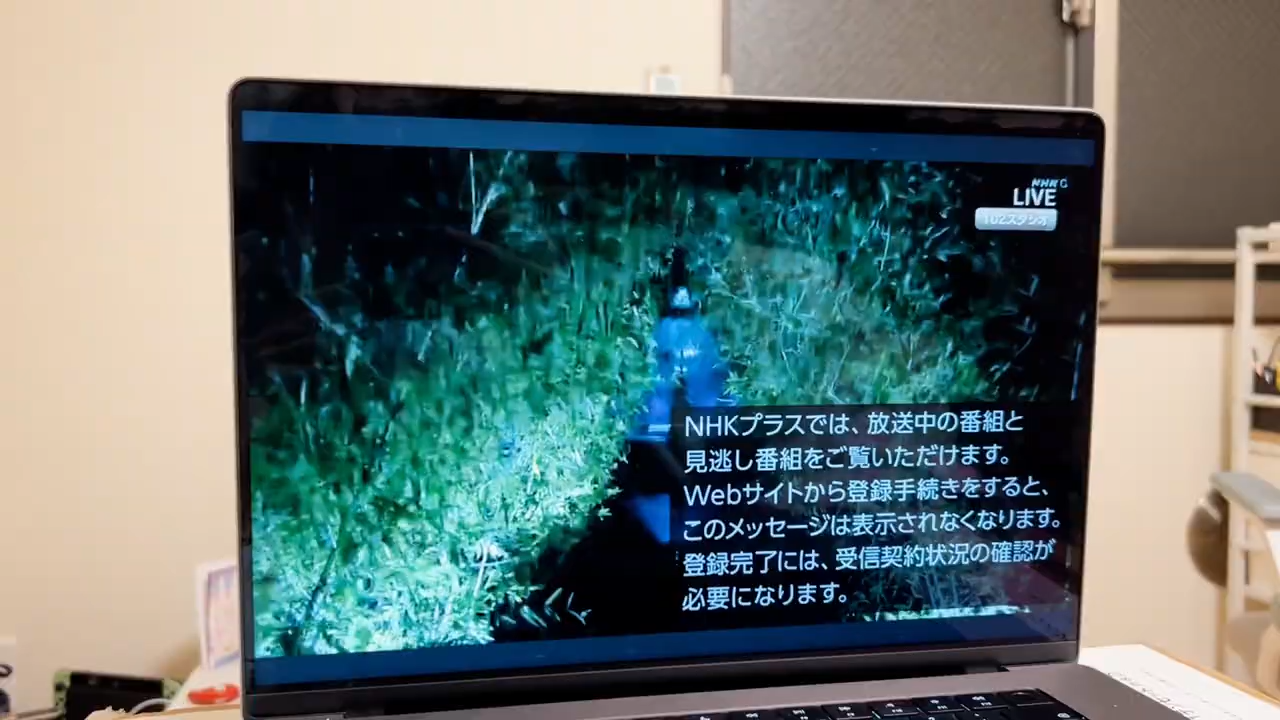 NHK G
LIVE
102スタジオ
NHKプラスでは、放送中の番組と
見逃し番組をご覧いただけます。
Webサイトから登録手続きをすると、
このメッセージは表示されなくなります。
登録完了には、受信契約状況の確認が
必要になります。